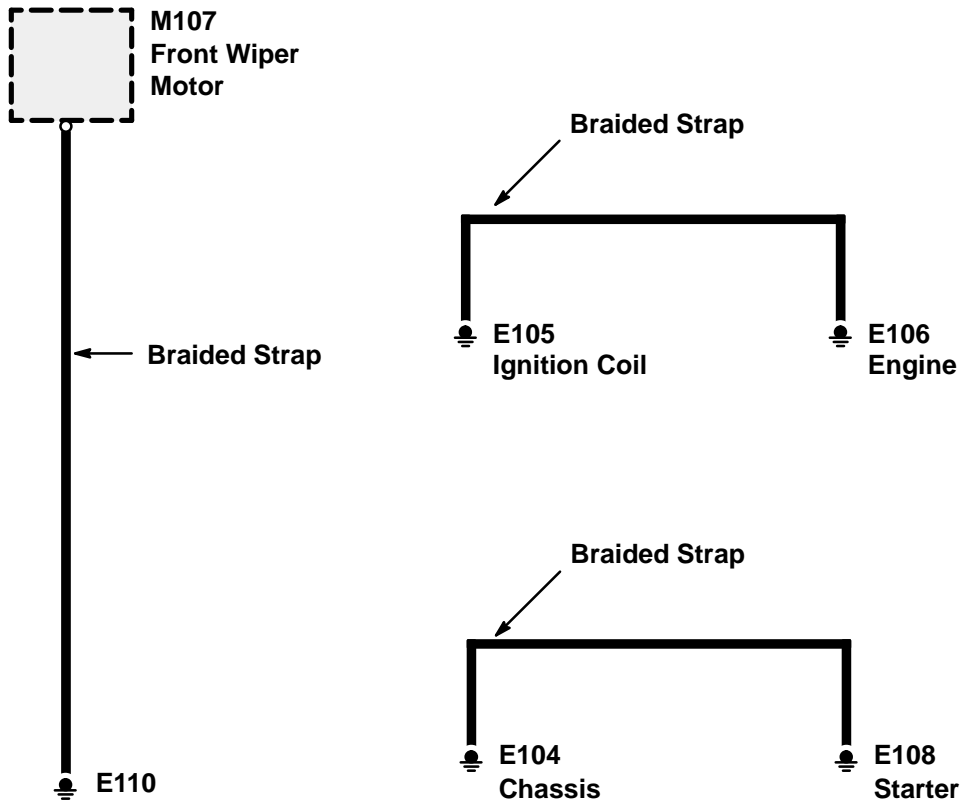 M107
Front Wiper
Motor
Braided Strap
E105
Ignition Coil
E106
Engine
Braided Strap
Braided Strap
E104
Chassis
E108
Starter
E110